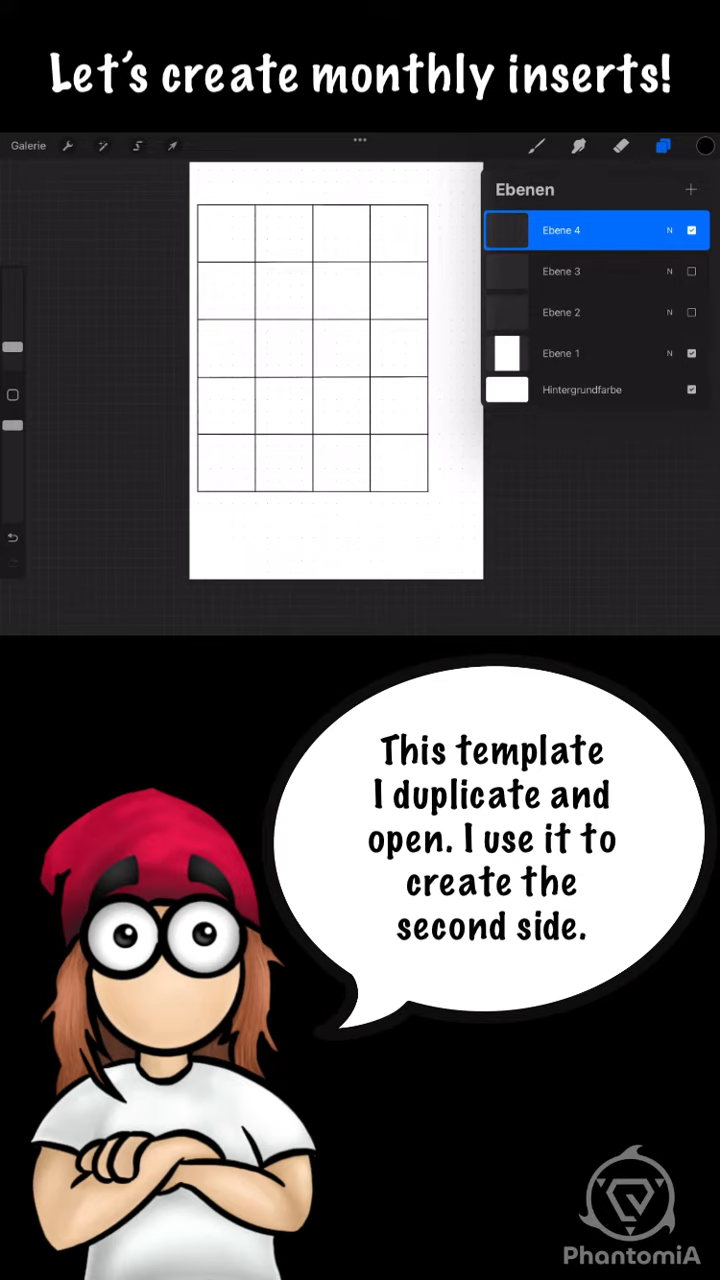 Let's create monthly inserts!
Galerie
Ebenen
Ebene 4 N
Ebene 3 N
Ebene 2 N
Ebene 1 N
Hintergrundfarbe
This template
I duplicate and
open. I use it to
create the
second side.
PhantomiA